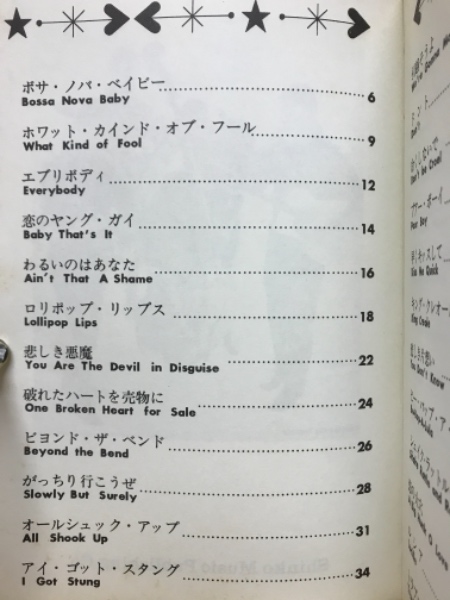 ボサ・ノバ・ベイビー
Bossa Nova Baby 6
ホワット・カインド・オブ・フール
What Kind of Fool 9
エブリボディ
Everybody 12
恋のヤング・ガイ
Baby That's It 14
わるいのはあなた
Ain't That A Shame 16
ロリポップ・リップス
Lollipop Lips 18
悲しき悪魔
You Are The Devil in Disguise 22
破れたハートを売物に
One Broken Heart for Sale 24
ビヨンド・ザ・ベンド
Beyond the Bend 26
がっちり行こうぜ
Slowly But Surely 28
オールシュック・アップ
All Shook Up 31
アイ・ゴット・スタング
I Got Stung 34